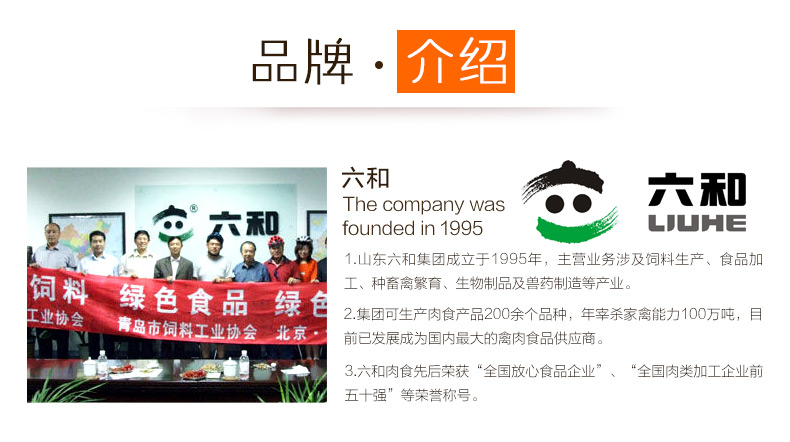 品牌·介绍
六和
The company was
founded in 1995
六和
LIUHE
® 六和
饲料 绿色食品 绿色
工业协会 青岛市饲料工业协会 北京·
1.山东六和集团成立于1995年，主营业务涉及饲料生产、食品加
工、种畜禽繁育、生物制品及兽药制造等产业。
2.集团可生产肉食产品200余个品种，年宰杀家禽能力100万吨，目
前已发展成为国内最大的禽肉食品供应商。
3.六和肉食先后荣获“全国放心食品企业”、“全国肉类加工企业前
五十强”等荣誉称号。